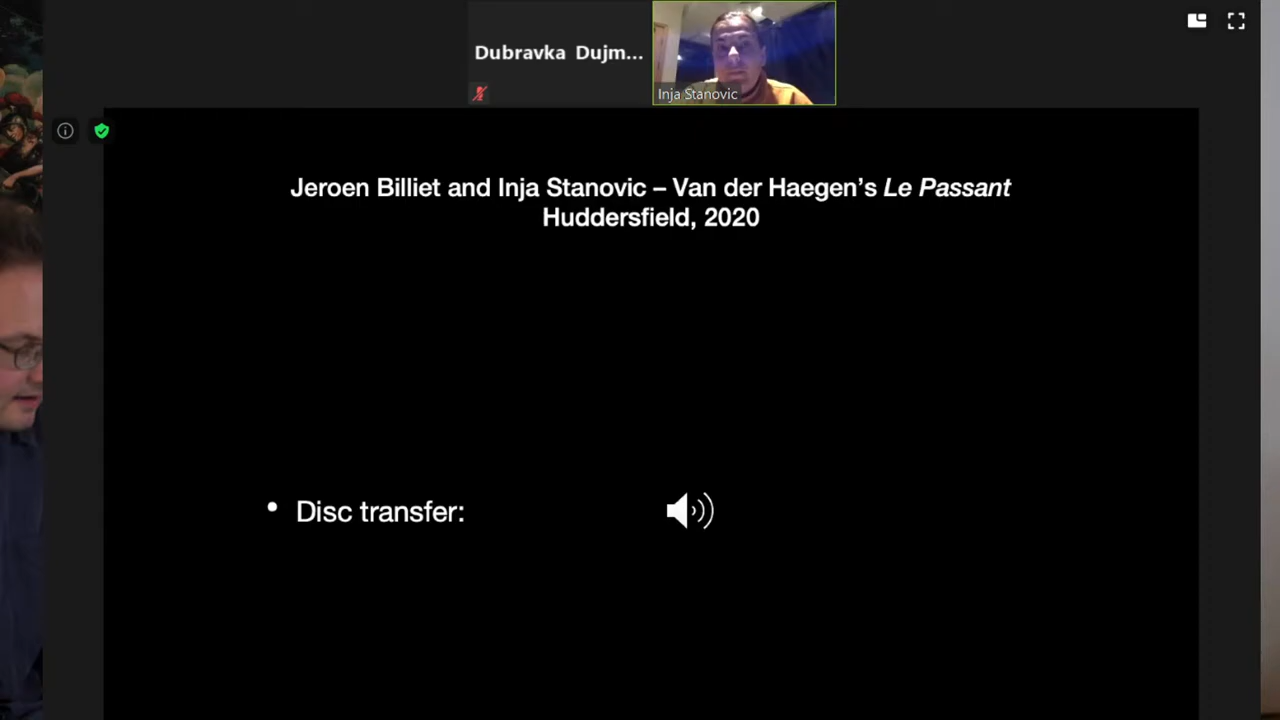 Dubravka Dujm...
Inja Stanovic
Jeroen Billiet and Inja Stanovic – Van der Haegen's Le Passant
Huddersfield, 2020
• Disc transfer: